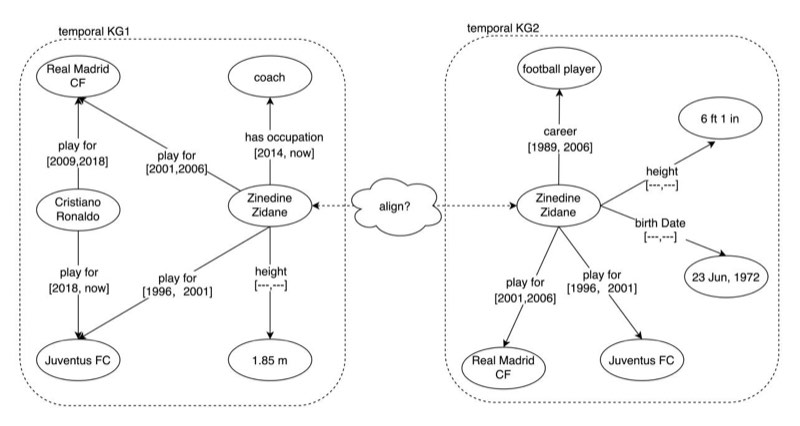 temporal KG1
Real Madrid
CF
coach
play for
[2009,2018]
play for
[2001,2006]
has occupation
[2014, now]
Cristiano
Ronaldo
Zinedine
Zidane
play for
[2018, now]
play for
[1996, 2001]
height
[---,---]
Juventus FC
1.85 m
align?
temporal KG2
football player
career
[1989, 2006]
6 ft 1 in
height
[---,---]
Zinedine
Zidane
birth Date
[---,---]
23 Jun, 1972
play for
[2001,2006]
play for
[1996, 2001]
Real Madrid
CF
Juventus FC